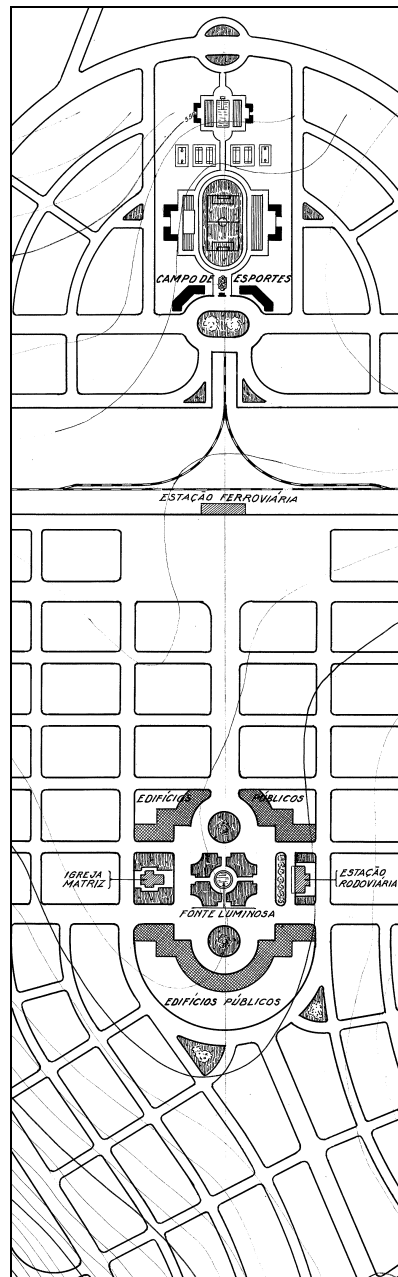 CAMPO DE ESPORTES
ESTAÇÃO FERROVIÁRIA
EDIFÍCIOS PÚBLICOS
IGREJA
MATRIZ
ESTAÇÃO
RODOVIÁRIA
FONTE LUMINOSA
EDIFÍCIOS PÚBLICOS